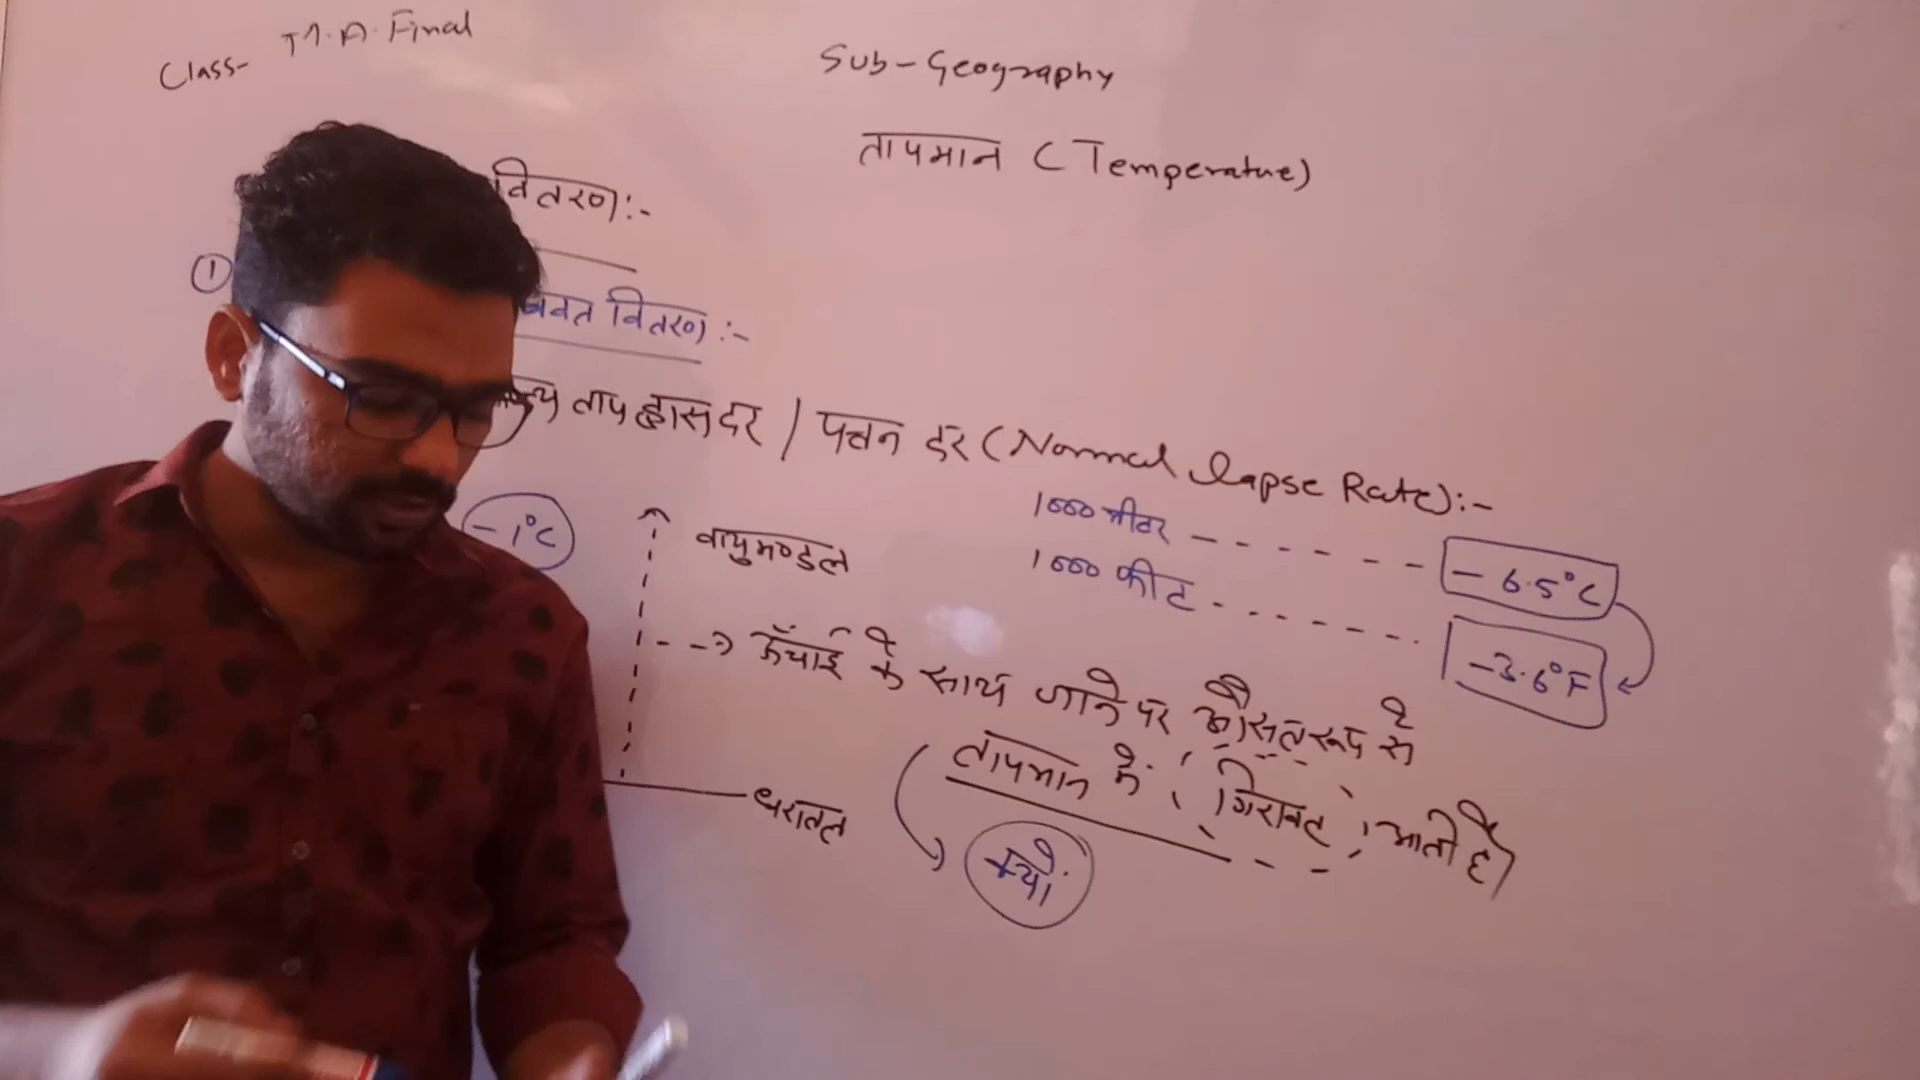 Class- M.A. Final
Sub-Geography
तापमान (Temperature)
वितरण:-
①
वितरण:-
ताप ह्रास दर / पतन दर (Normal lapse Rate):-
-1°C
वायुमण्डल
1000 मीटर ------ -6.5°C
1000 फीट ------- -3.6°F
--> ऊँचाई के साथ जाने पर औसत रूप से
तापमान में गिरावट आती है।
धरातल
क्यों